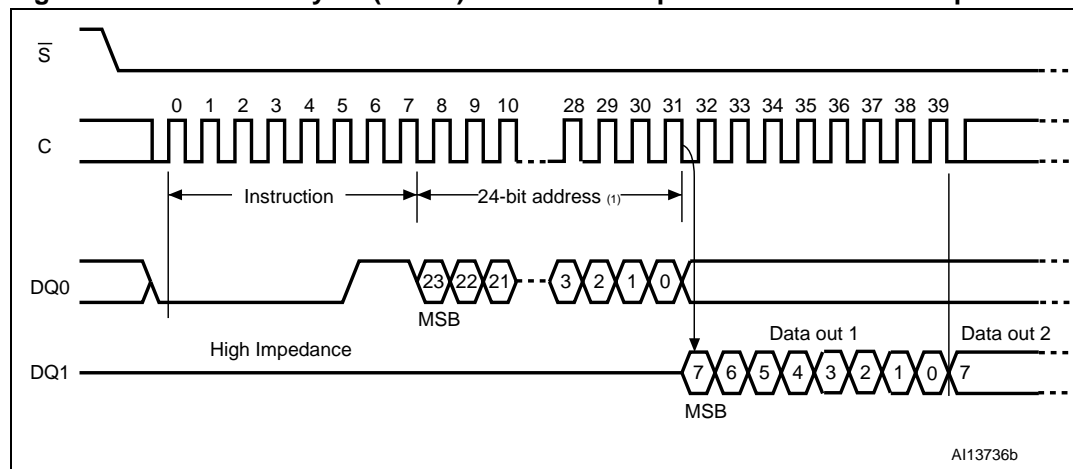 S
0 1 2 3 4 5 6 7 8 9 10 28 29 30 31 32 33 34 35 36 37 38 39
C
Instruction 24-bit address (1)
DQ0
23 22 21 3 2 1 0
MSB
High Impedance
Data out 1 Data out 2
DQ1
7 6 5 4 3 2 1 0 7
MSB
AI13736b